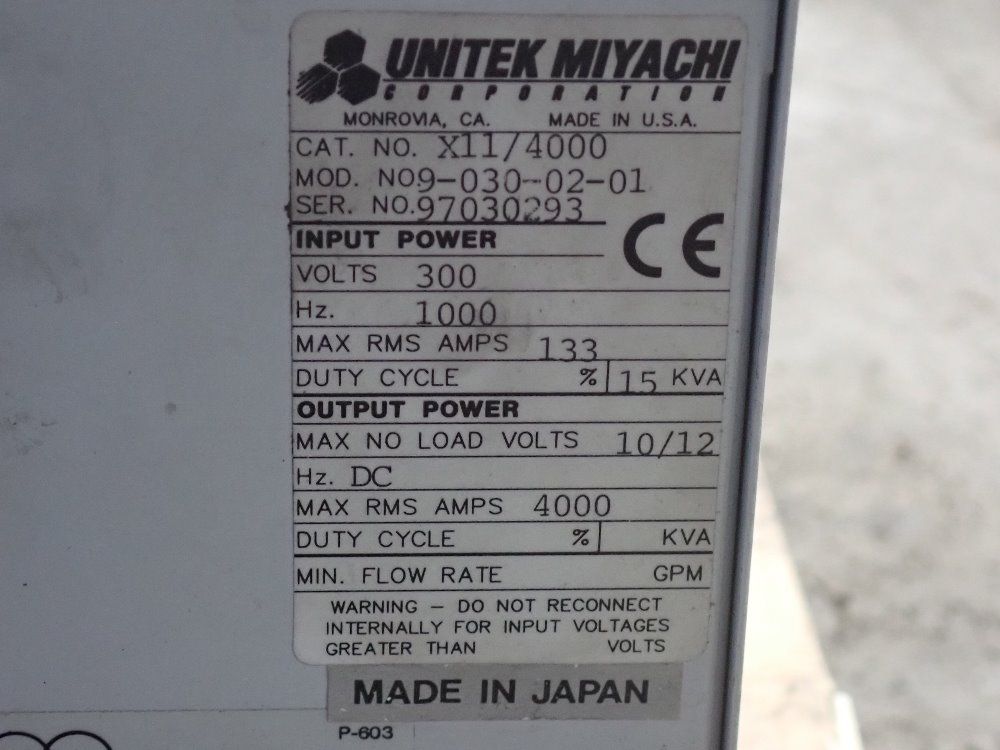 UNITEK MIYACHI
CORPORATION
MONROVIA, CA. MADE IN U.S.A.
CAT. NO. X11/4000
MOD. NO. 9-030-02-01
SER. NO. 97030293
CE
INPUT POWER
VOLTS 300
Hz. 1000
MAX RMS AMPS 133
DUTY CYCLE % 15 KVA
OUTPUT POWER
MAX NO LOAD VOLTS 10/12
Hz. DC
MAX RMS AMPS 4000
DUTY CYCLE % KVA
MIN. FLOW RATE GPM
WARNING - DO NOT RECONNECT
INTERNALLY FOR INPUT VOLTAGES
GREATER THAN VOLTS
MADE IN JAPAN
P-603